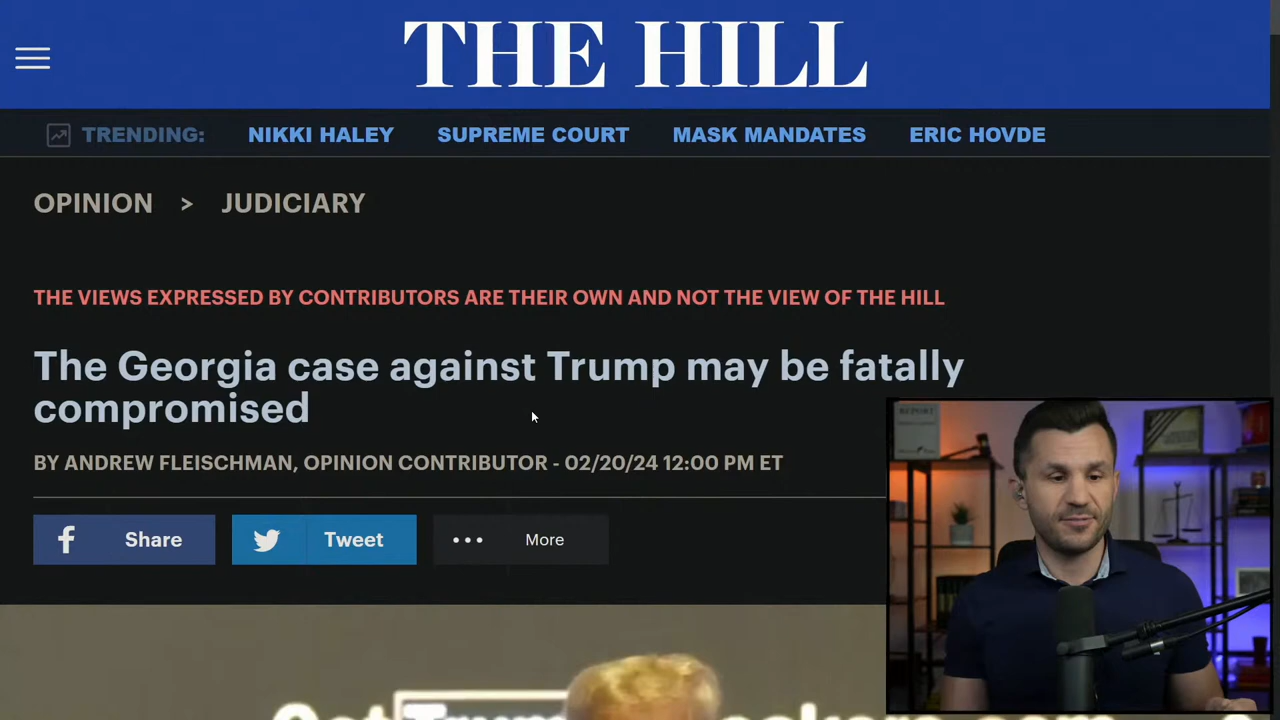 THE HILL
TRENDING: NIKKI HALEY SUPREME COURT MASK MANDATES ERIC HOVDE
OPINION > JUDICIARY
THE VIEWS EXPRESSED BY CONTRIBUTORS ARE THEIR OWN AND NOT THE VIEW OF THE HILL
The Georgia case against Trump may be fatally
compromised
BY ANDREW FLEISCHMAN, OPINION CONTRIBUTOR - 02/20/24 12:00 PM ET
Share Tweet More
REPORT